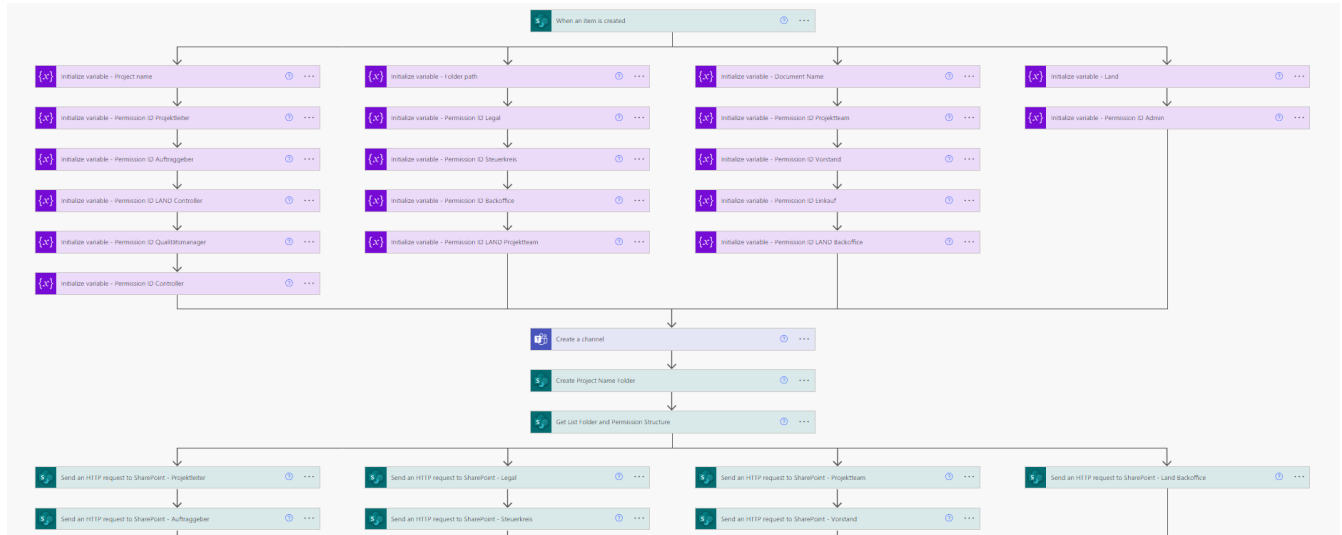 When an item is created
Initialize variable - Project name
Initialize variable - Folder path
Initialize variable - Document Name
Initialize variable - Land
Initialize variable - Permission ID Projektleiter
Initialize variable - Permission ID Legal
Initialize variable - Permission ID Projektteam
Initialize variable - Permission ID Admin
Initialize variable - Permission ID Auftraggeber
Initialize variable - Permission ID Steuerkreis
Initialize variable - Permission ID Vorstand
Initialize variable - Permission ID LAND Controller
Initialize variable - Permission ID Backoffice
Initialize variable - Permission ID Einkauf
Initialize variable - Permission ID Qualitätsmanager
Initialize variable - Permission ID LAND Projektteam
Initialize variable - Permission ID LAND Backoffice
Initialize variable - Permission ID Controller
Create a channel
Create Project Name Folder
Get List Folder and Permission Structure
Send an HTTP request to SharePoint - Projektleiter
Send an HTTP request to SharePoint - Legal
Send an HTTP request to SharePoint - Projektteam
Send an HTTP request to SharePoint - Land Backoffice
Send an HTTP request to SharePoint - Auftraggeber
Send an HTTP request to SharePoint - Steuerkreis
Send an HTTP request to SharePoint - Vorstand